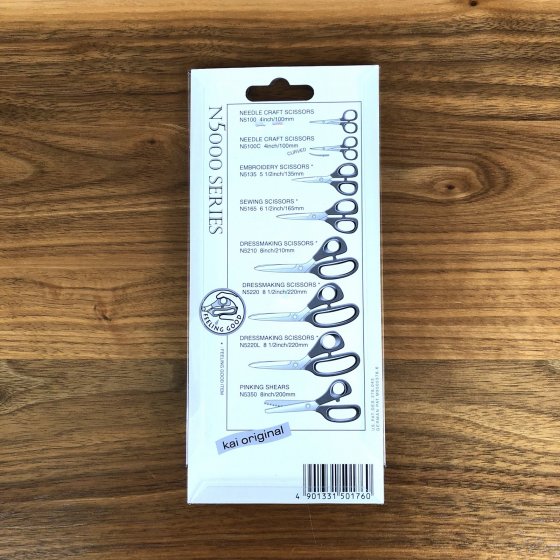 N5000 SERIES
NEEDLE CRAFT SCISSORS
N5100 4inch/100mm
NEEDLE CRAFT SCISSORS
N5100C 4inch/100mm
CURVED
EMBROIDERY SCISSORS *
N5135 5 1/2inch/135mm
SEWING SCISSORS *
N5165 6 1/2inch/165mm
DRESSMAKING SCISSORS *
N5210 8inch/210mm
DRESSMAKING SCISSORS *
N5220 8 1/2inch/220mm
DRESSMAKING SCISSORS *
N5220L 8 1/2inch/220mm
PINKING SHEARS
N5350 8inch/200mm
FEELING GOOD
* FEELING GOOD ITEM
kai original
4 901331 501760